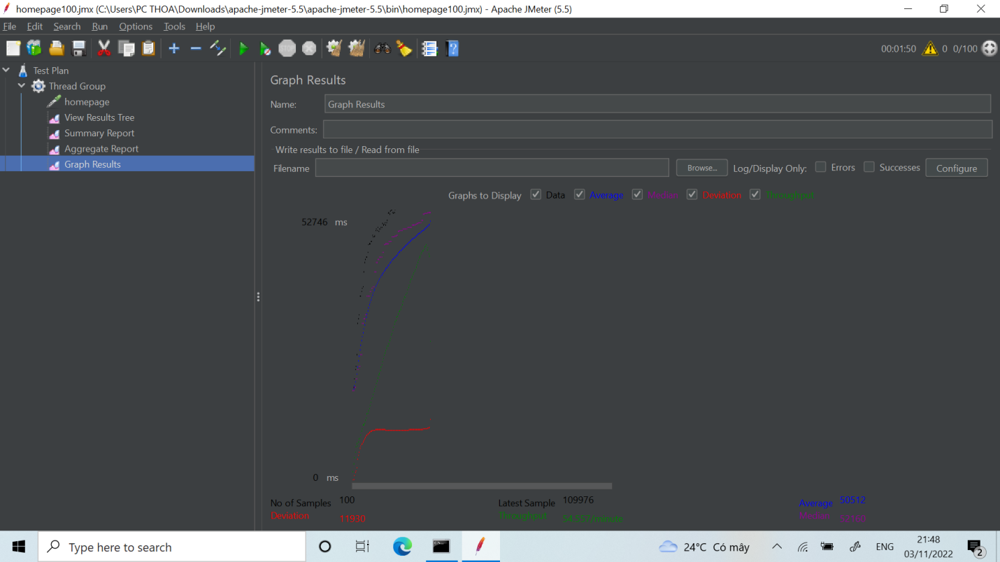 homepage100.jmx (C:\Users\PC THOA\Downloads\apache-jmeter-5.5\apache-jmeter-5.5\bin\homepage100.jmx) - Apache JMeter (5.5)
File Edit Search Run Options Tools Help
STOP
00:01:50 0 0/100
Test Plan
Thread Group
homepage
View Results Tree
Summary Report
Aggregate Report
Graph Results
Graph Results
Name: Graph Results
Comments:
Write results to file / Read from file
Filename Browse... Log/Display Only: Errors Successes Configure
Graphs to Display Data Average Median Deviation Throughput
52746 ms
0 ms
No of Samples 100 Latest Sample 109976 Average 50512
Deviation 11930 Throughput 54.557/minute Median
Type here to search
24°C Có mây
ENG
21:48
03/11/2022
2